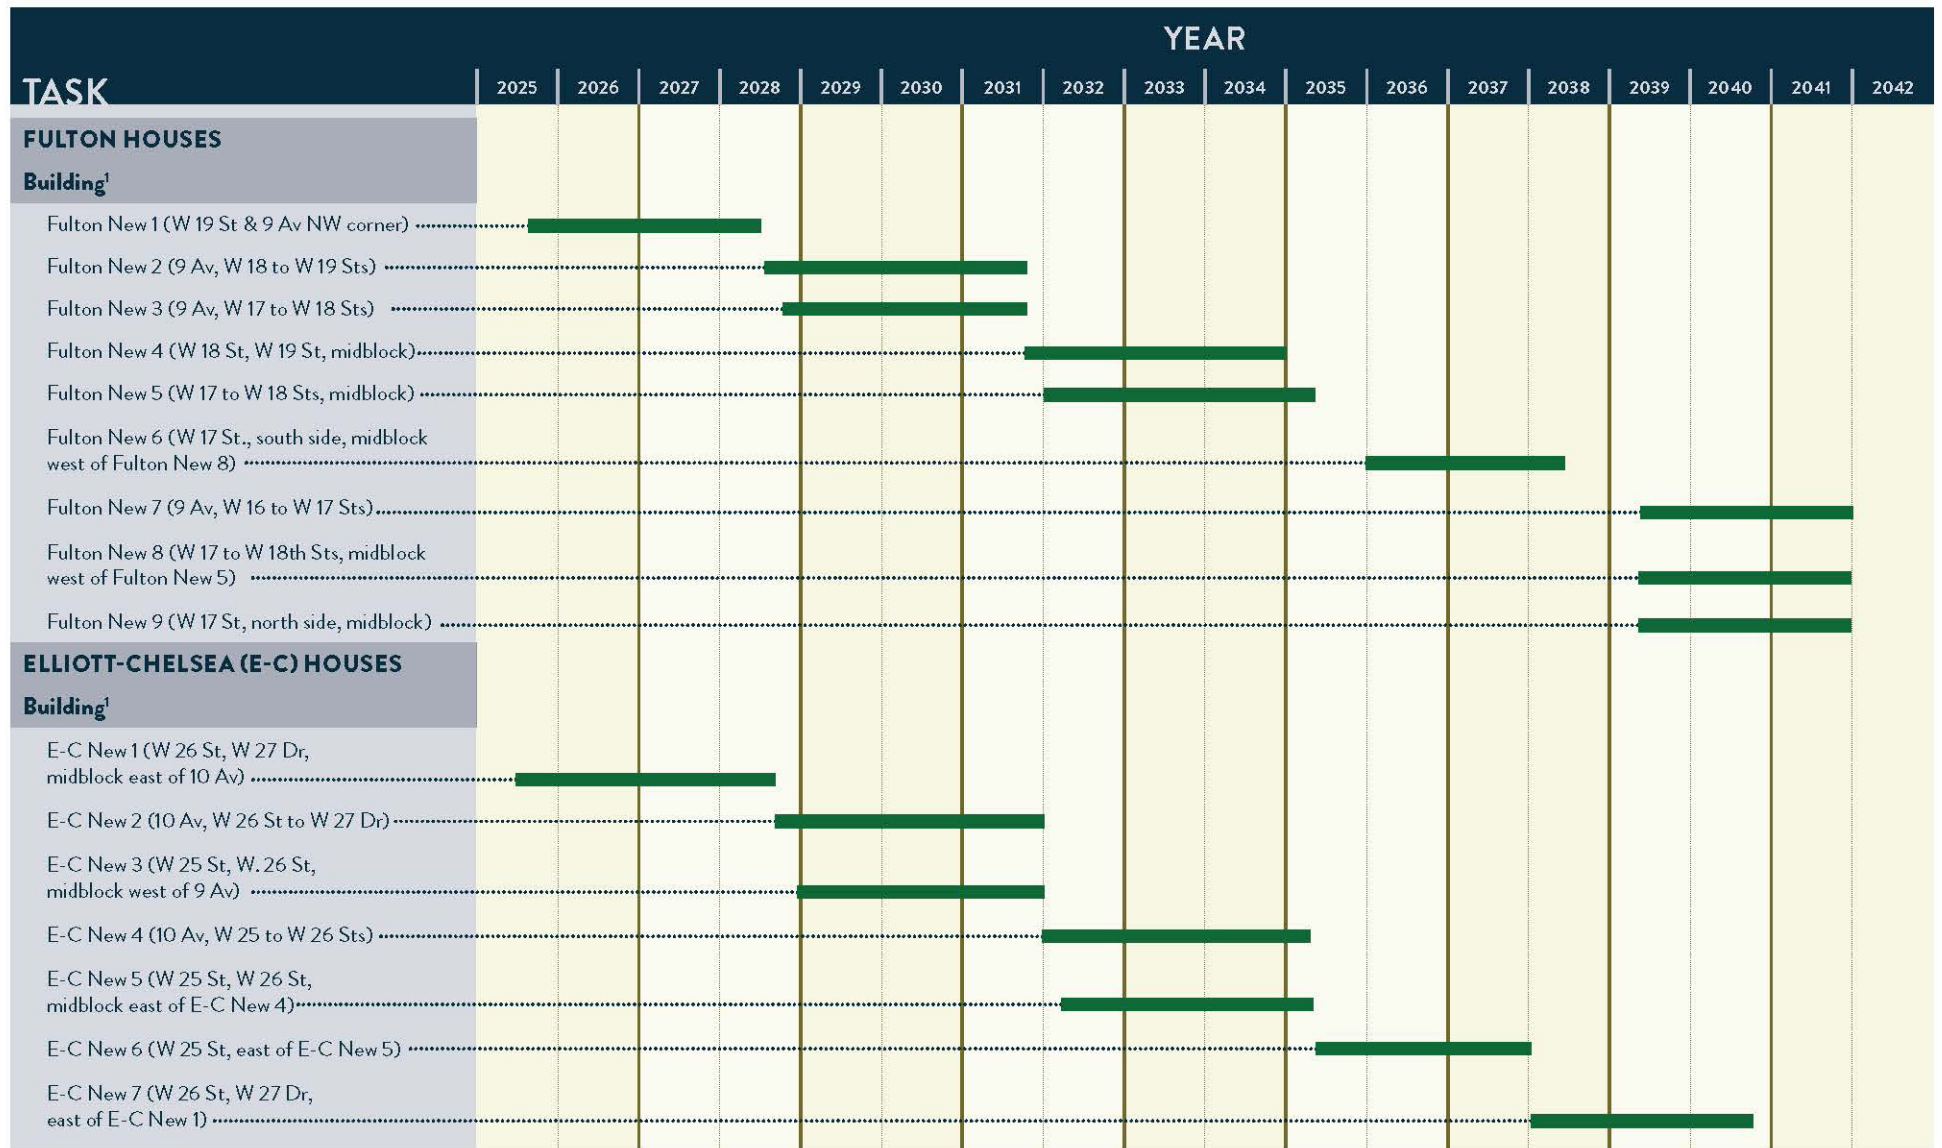 YEAR
TASK
2025 2026 2027 2028 2029 2030 2031 2032 2033 2034 2035 2036 2037 2038 2039 2040 2041 2042
FULTON HOUSES
Building¹
Fulton New 1 (W 19 St & 9 Av NW corner)
Fulton New 2 (9 Av, W 18 to W 19 Sts)
Fulton New 3 (9 Av, W 17 to W 18 Sts)
Fulton New 4 (W 18 St, W 19 St, midblock)
Fulton New 5 (W 17 to W 18 Sts, midblock)
Fulton New 6 (W 17 St., south side, midblock
west of Fulton New 8)
Fulton New 7 (9 Av, W 16 to W 17 Sts)
Fulton New 8 (W 17 to W 18th Sts, midblock
west of Fulton New 5)
Fulton New 9 (W 17 St, north side, midblock)
ELLIOTT-CHELSEA (E-C) HOUSES
Building¹
E-C New 1 (W 26 St, W 27 Dr,
midblock east of 10 Av)
E-C New 2 (10 Av, W 26 St to W 27 Dr)
E-C New 3 (W 25 St, W. 26 St,
midblock west of 9 Av)
E-C New 4 (10 Av, W 25 to W 26 Sts)
E-C New 5 (W 25 St, W 26 St,
midblock east of E-C New 4)
E-C New 6 (W 25 St, east of E-C New 5)
E-C New 7 (W 26 St, W 27 Dr,
east of E-C New 1)